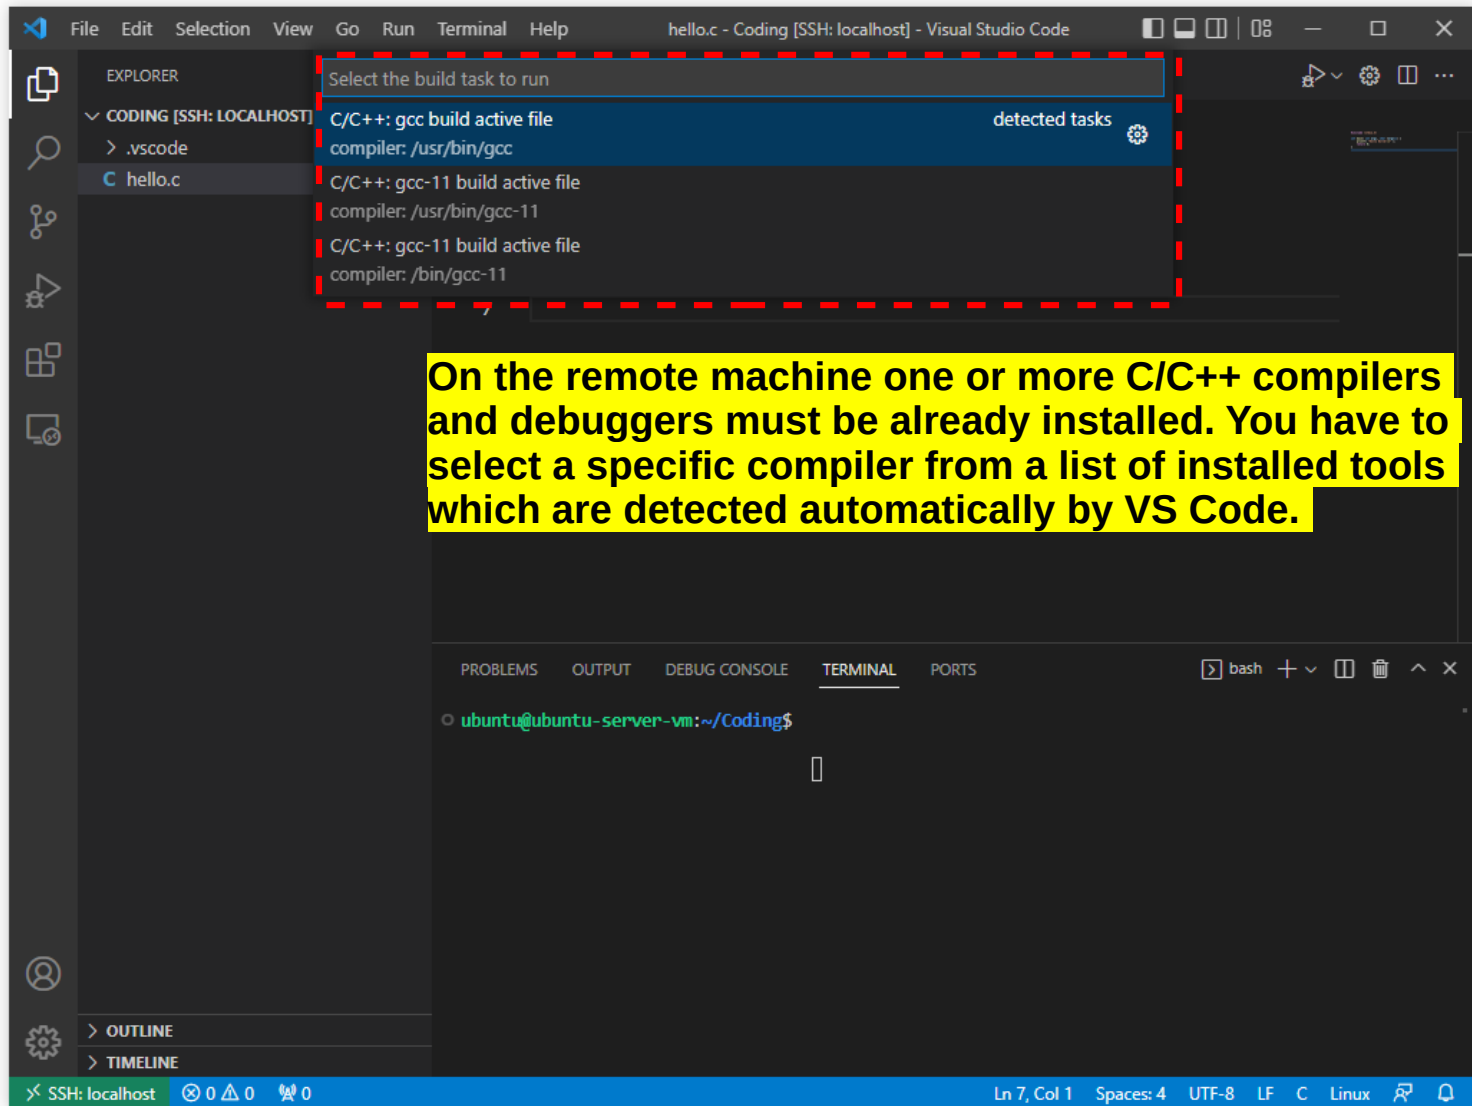 File Edit Selection View Go Run Terminal Help hello.c - Coding [SSH: localhost] - Visual Studio Code
EXPLORER
Select the build task to run
CODING [SSH: LOCALHOST]
C/C++: gcc build active file detected tasks
compiler: /usr/bin/gcc
.vscode
C hello.c
C/C++: gcc-11 build active file
compiler: /usr/bin/gcc-11
C/C++: gcc-11 build active file
compiler: /bin/gcc-11
7
On the remote machine one or more C/C++ compilers
and debuggers must be already installed. You have to
select a specific compiler from a list of installed tools
which are detected automatically by VS Code.
PROBLEMS OUTPUT DEBUG CONSOLE TERMINAL PORTS bash
ubuntu@ubuntu-server-vm:~/Coding$
OUTLINE
TIMELINE
SSH: localhost 0 0 0 Ln 7, Col 1 Spaces: 4 UTF-8 LF C Linux